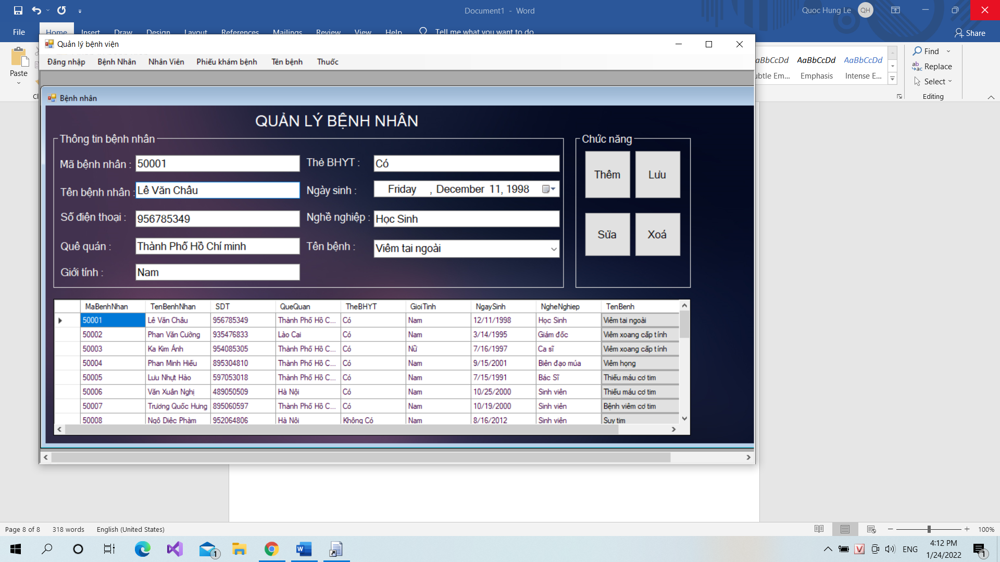 Document1 - Word
Quoc Hung Le
QH
File
Home
Insert
Draw
Design
Layout
References
Mailings
Review
View
Help
Tell me what you want to do
Share
Paste
AaBbCcDd
AaBbCcDd
Emphasis
Intense E...
Find
Replace
Select
Editing
Quản lý bệnh viện
Đăng nhập Bệnh Nhân Nhân Viên Phiếu khám bệnh Tên bệnh Thuốc
Bệnh nhân
QUẢN LÝ BỆNH NHÂN
Thông tin bệnh nhân
Mã bệnh nhân : 50001
Thẻ BHYT : Có
Tên bệnh nhân : Lê Văn Châu
Ngày sinh : Friday , December 11, 1998
Số điện thoại : 956785349
Nghề nghiệp : Học Sinh
Quê quán : Thành Phố Hồ Chí minh
Tên bệnh : Viêm tai ngoài
Giới tính : Nam
Chức năng
Thêm Lưu
Sửa Xoá
MaBenhNhan TenBenhNhan SDT QueQuan TheBHYT GioiTinh NgaySinh NgheNghiep TenBenh
50001 Lê Văn Châu 956785349 Thành Phố Hồ C... Có Nam 12/11/1998 Học Sinh Viêm tai ngoài
50002 Phan Văn Cường 935476833 Lào Cai Có Nam 3/14/1995 Giám đốc Viêm xoang cấp tính
50003 Ka Kim Ánh 954085305 Thành Phố Hồ C... Có Nữ 7/16/1997 Ca sĩ Viêm xoang cấp tính
50004 Phan Minh Hiếu 895304810 Thành Phố Hồ C... Có Nam 9/15/2001 Biên đạo múa Viêm họng
50005 Lưu Nhựt Hào 597053018 Thành Phố Hồ C... Có Nam 7/15/1991 Bác Sĩ Thiếu máu cơ tim
50006 Văn Xuân Nghị 489050509 Hà Nội Có Nam 10/25/2000 Sinh viên Thiếu máu cơ tim
50007 Trương Quốc Hưng 895060597 Thành Phố Hồ C... Có Nam 10/19/2000 Sinh viên Bệnh viêm cơ tim
50008 Ngô Diệc Phàm 952064806 Hà Nội Không Có Nam 8/16/2012 Sinh viên Suy tim
Page 8 of 8 318 words English (United States)
100%
ENG
4:12 PM
1/24/2022